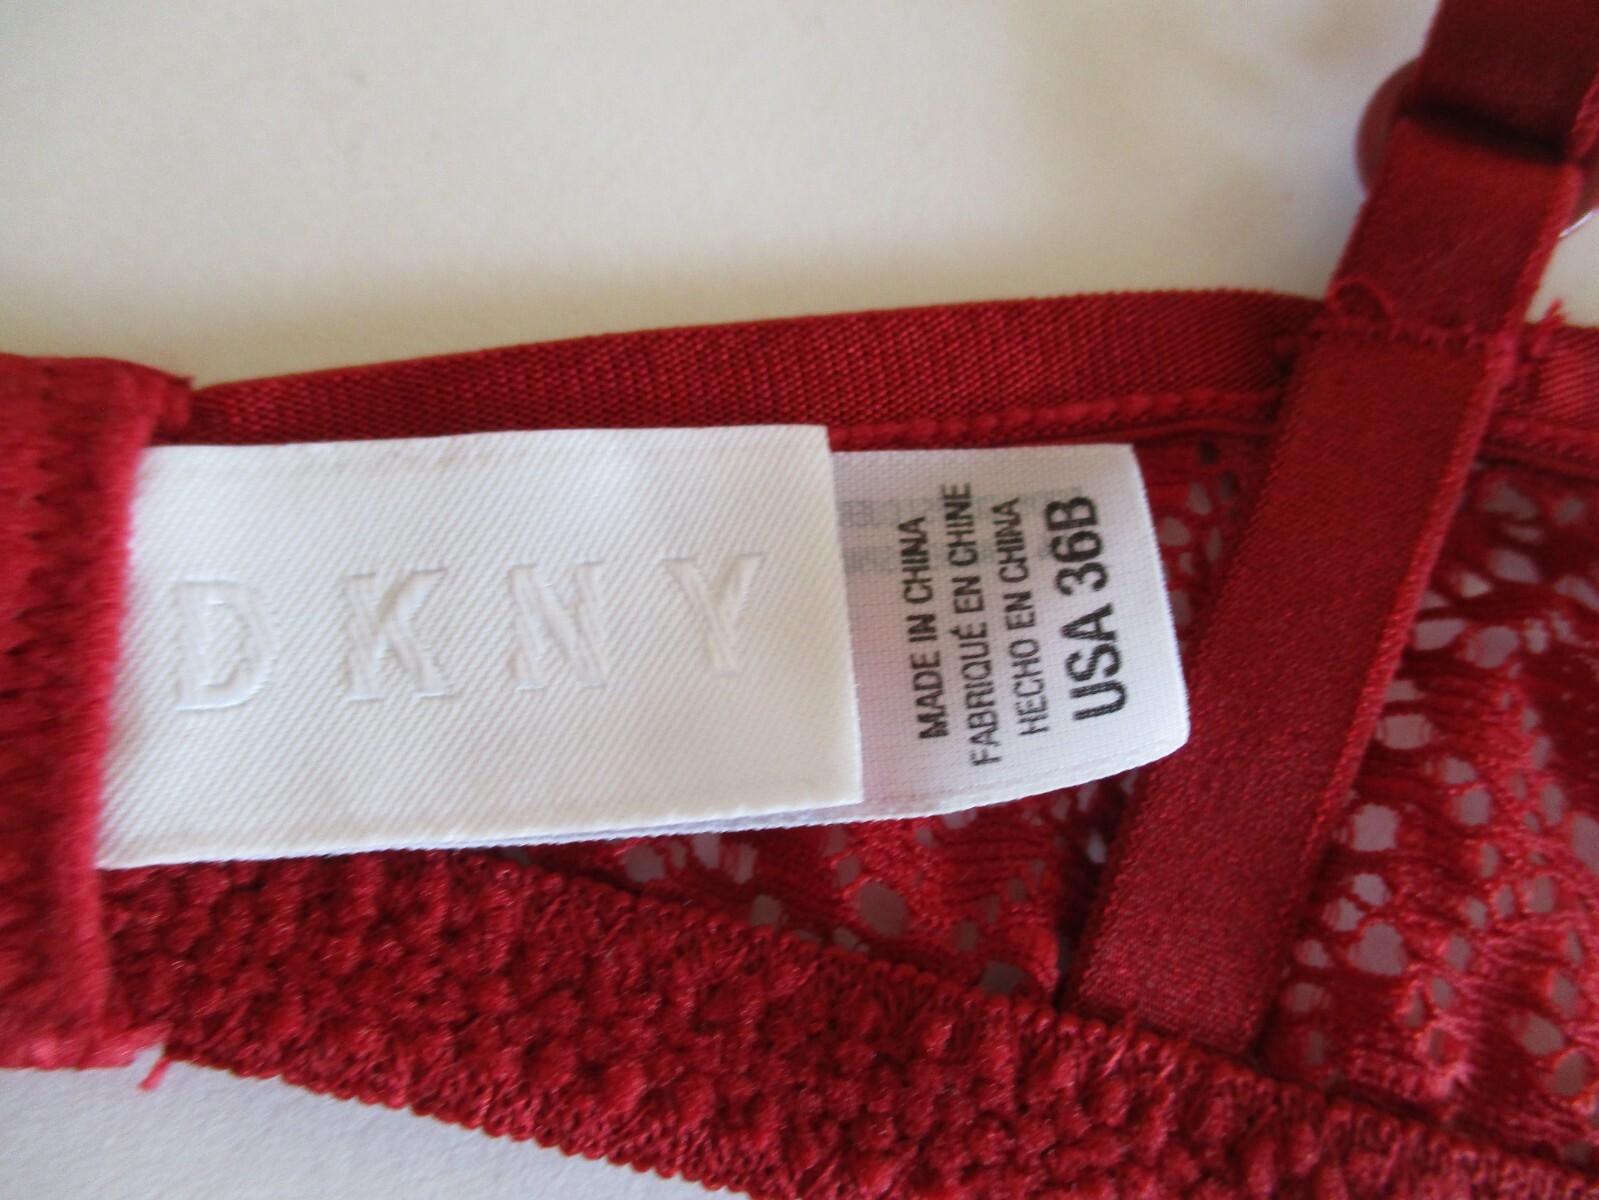 DKNY
MADE IN CHINA
FABRIQUÉ EN CHINE
HECHO EN CHINA
USA 36B